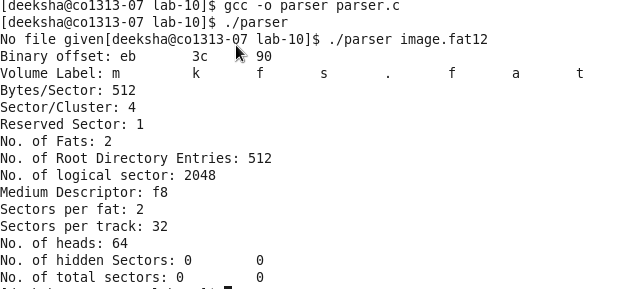 [deeksha@co1313-07 lab-10]$ gcc -o parser parser.c
[deeksha@co1313-07 lab-10]$ ./parser
No file given[deeksha@co1313-07 lab-10]$ ./parser image.fat12
Binary offset: eb 3c 90
Volume Label: m k f s . f a t
Bytes/Sector: 512
Sector/Cluster: 4
Reserved Sector: 1
No. of Fats: 2
No. of Root Directory Entries: 512
No. of logical sector: 2048
Medium Descriptor: f8
Sectors per fat: 2
Sectors per track: 32
No. of heads: 64
No. of hidden Sectors: 0 0
No. of total sectors: 0 0